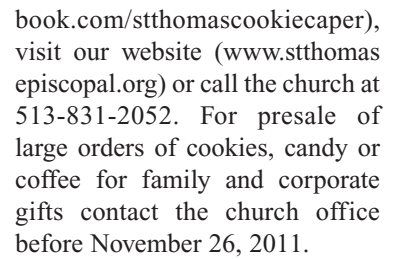 book.com/stthomascookiecaper),
visit our website (www.stthomas
episcopal.org) or call the church at
513-831-2052. For presale of
large orders of cookies, candy or
coffee for family and corporate
gifts contact the church office
before November 26, 2011.